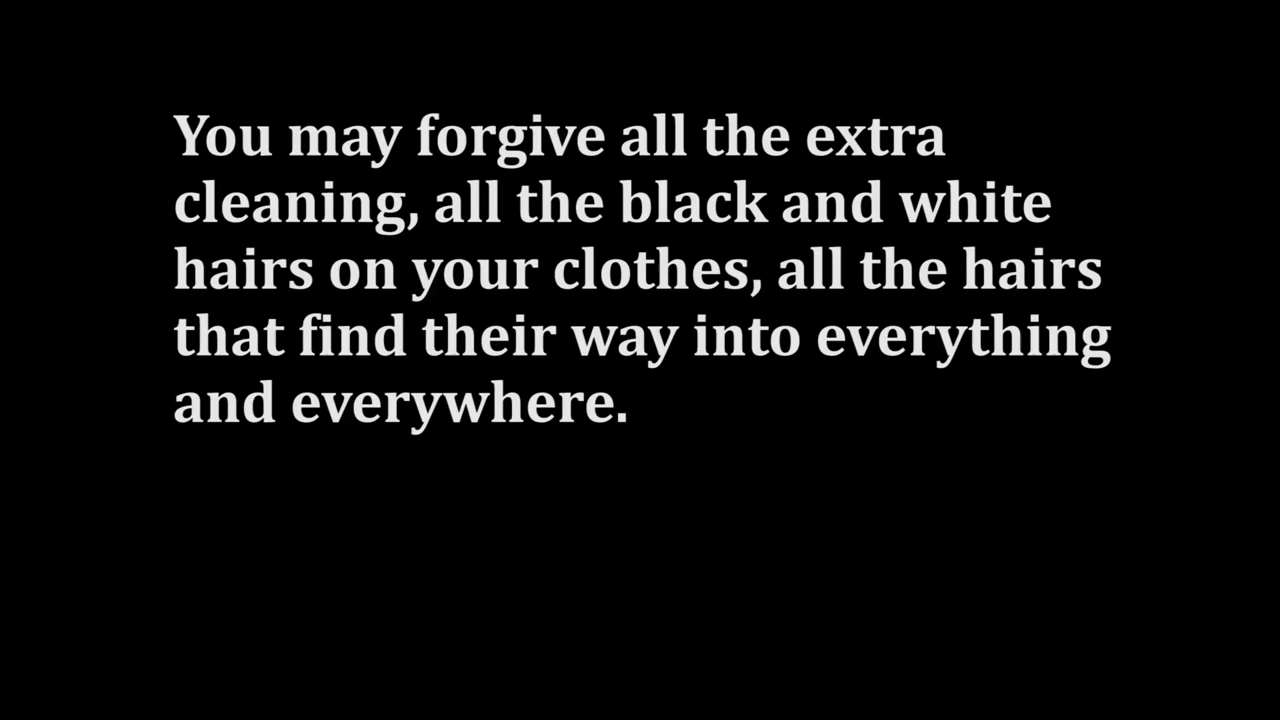 You may forgive all the extra
cleaning, all the black and white
hairs on your clothes, all the hairs
that find their way into everything
and everywhere.